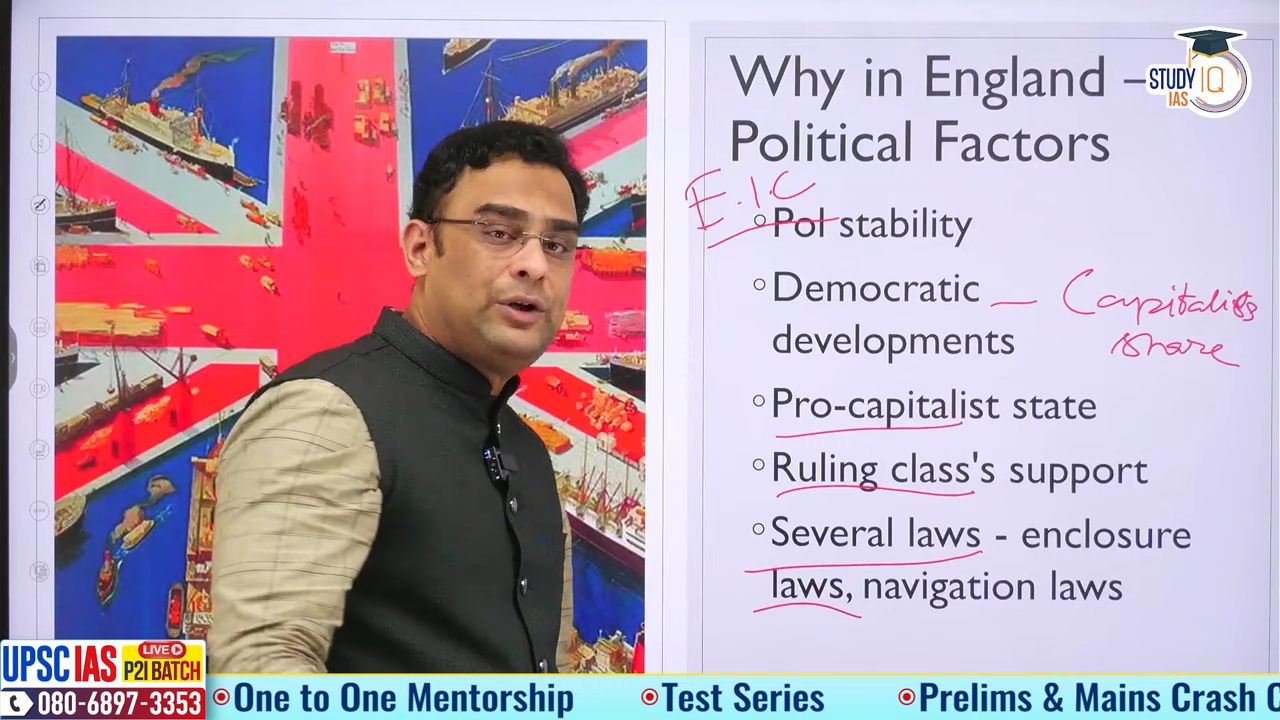 Why in England –
Political Factors
STUDY IQ
IAS
E.I.C
Pol stability
Democratic — Capitalists
developments share
Pro-capitalist state
Ruling class's support
Several laws - enclosure
laws, navigation laws
UPSC IAS LIVE
P2I BATCH
080-6897-3353
One to One Mentorship Test Series Prelims & Mains Crash C